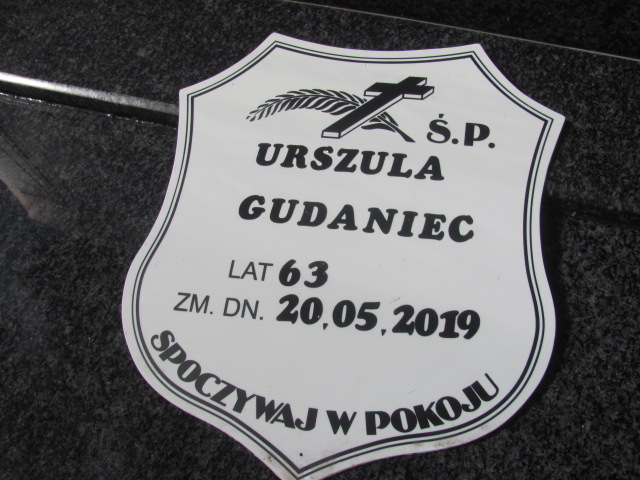 Ś.P.
URSZULA
GUDANIEC
LAT 63
ZM. DN. 20,05,2019
SPOCZYWAJ W POKOJU